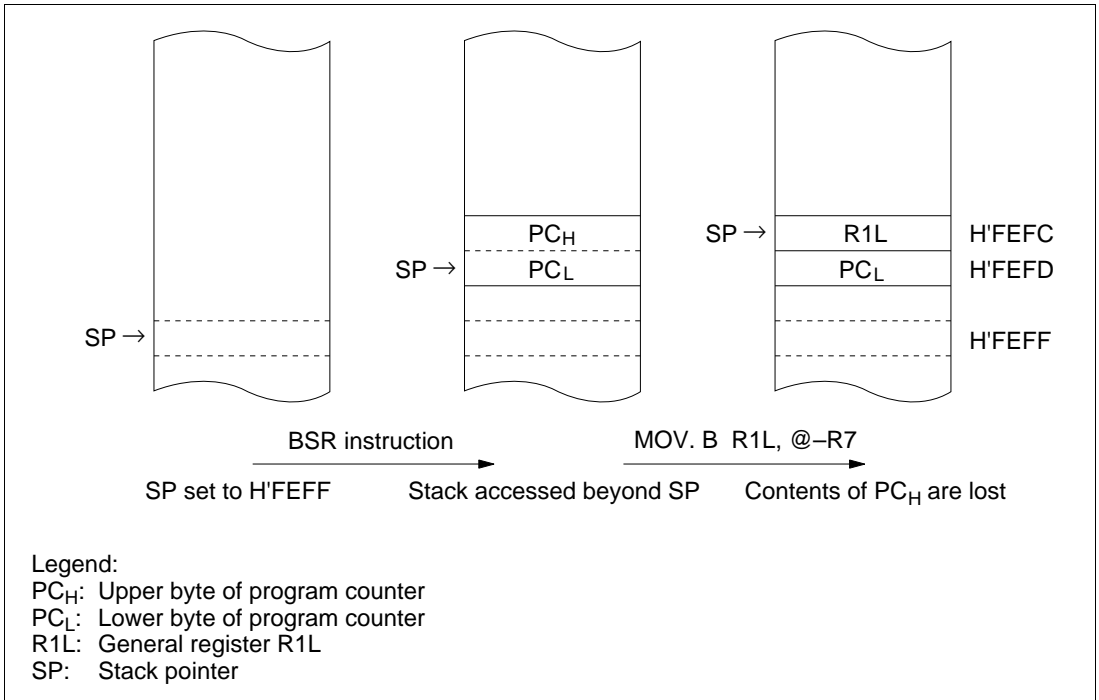 PCH
SP → R1L H'FEFC
SP → PCL PCL H'FEFD
SP → H'FEFF
BSR instruction MOV. B R1L, @–R7
SP set to H'FEFF Stack accessed beyond SP Contents of PCH are lost
Legend:
PCH: Upper byte of program counter
PCL: Lower byte of program counter
R1L: General register R1L
SP: Stack pointer